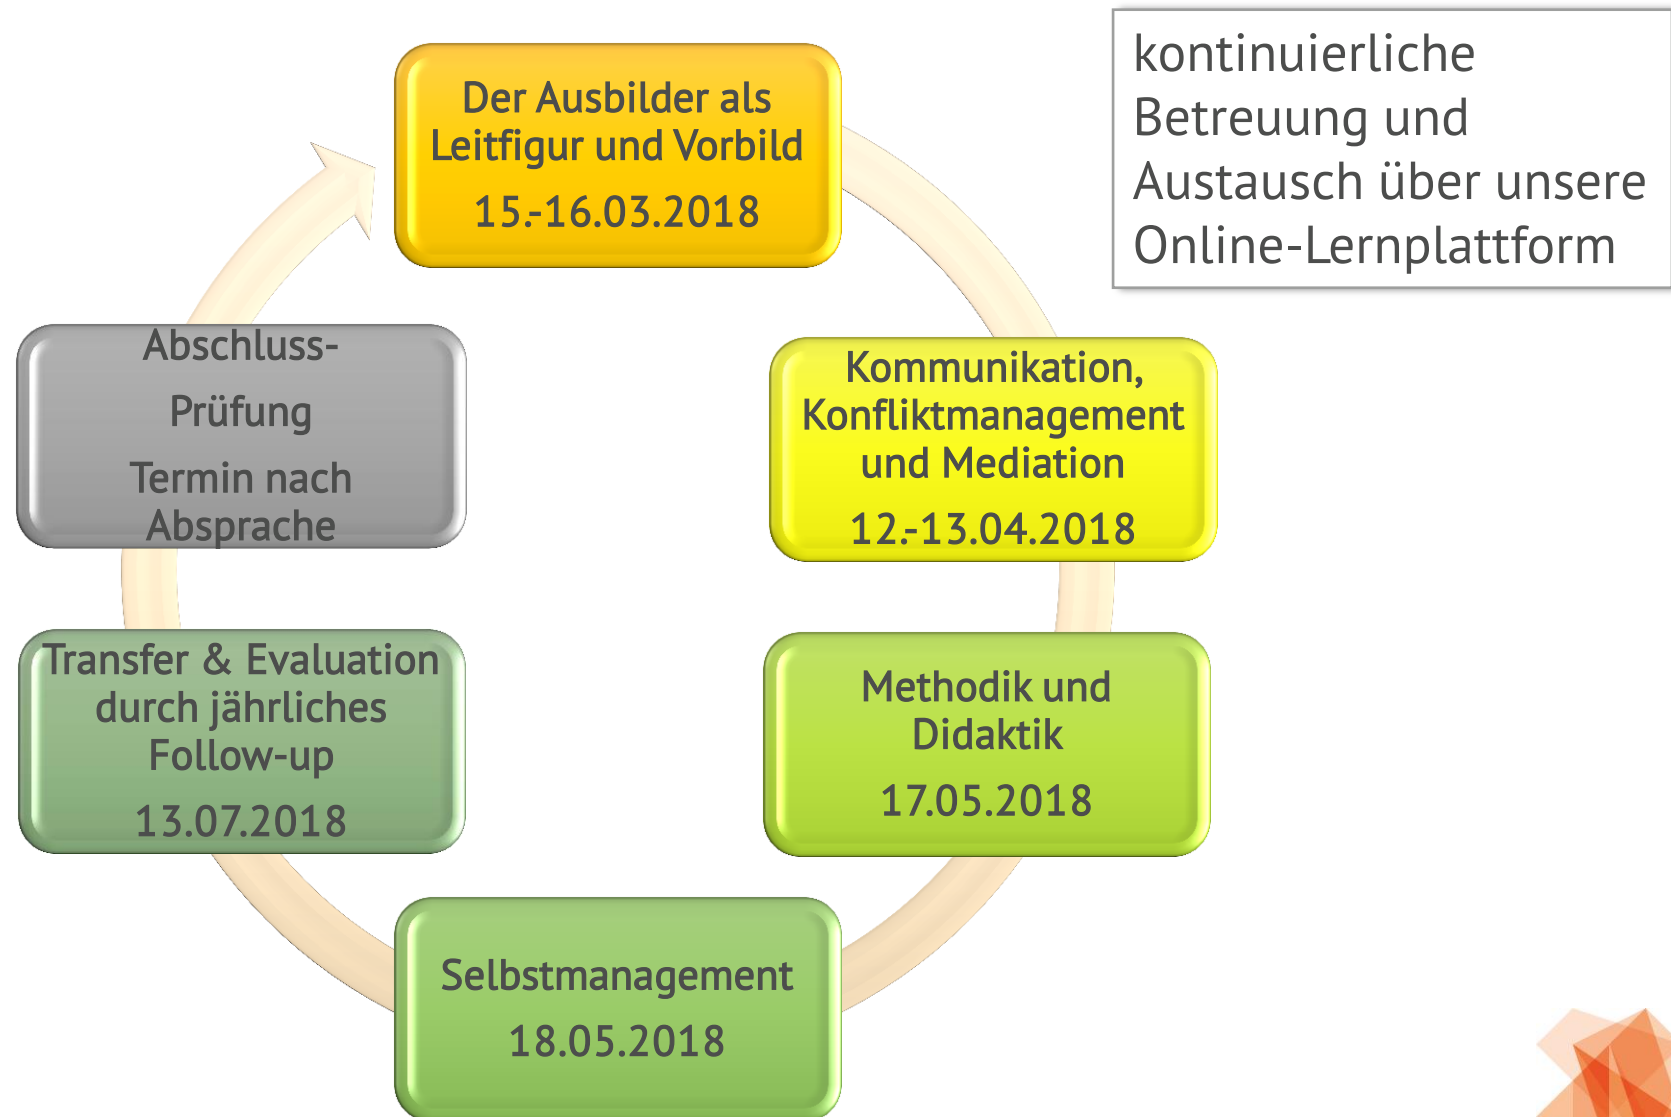 Der Ausbilder als
Leitfigur und Vorbild
15.-16.03.2018
kontinuierliche
Betreuung und
Austausch über unsere
Online-Lernplattform
Kommunikation,
Konfliktmanagement
und Mediation
12.-13.04.2018
Methodik und
Didaktik
17.05.2018
Selbstmanagement
18.05.2018
Transfer & Evaluation
durch jährliches
Follow-up
13.07.2018
Abschluss-
Prüfung
Termin nach
Absprache